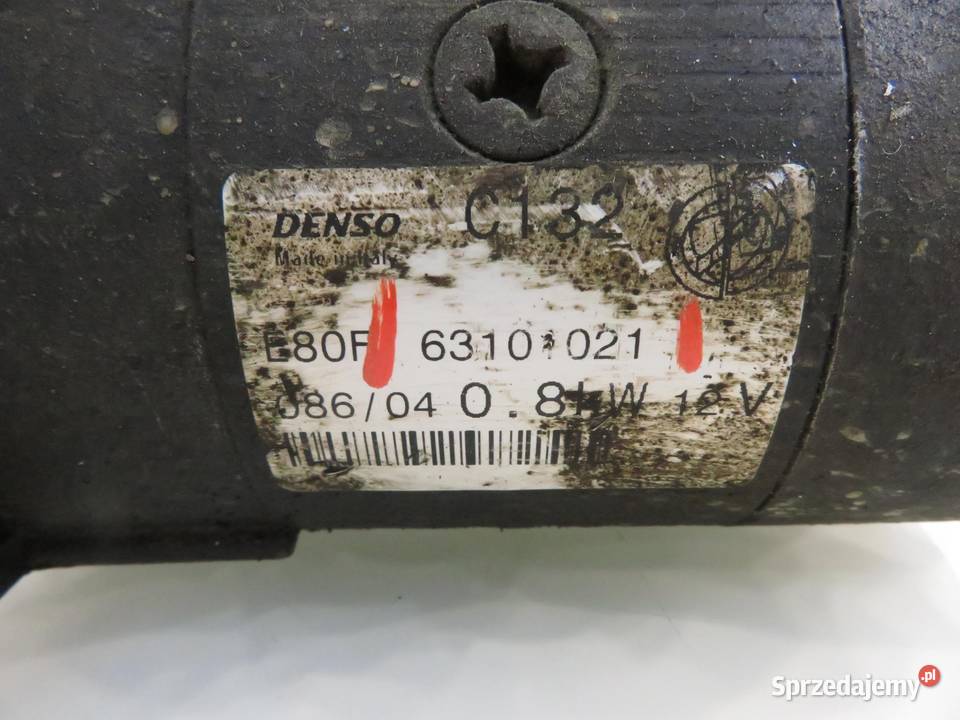 DENSO C132
Made in Italy
E80F 63101021
086/04 0.8kW 12V
Sprzedajemy.pl